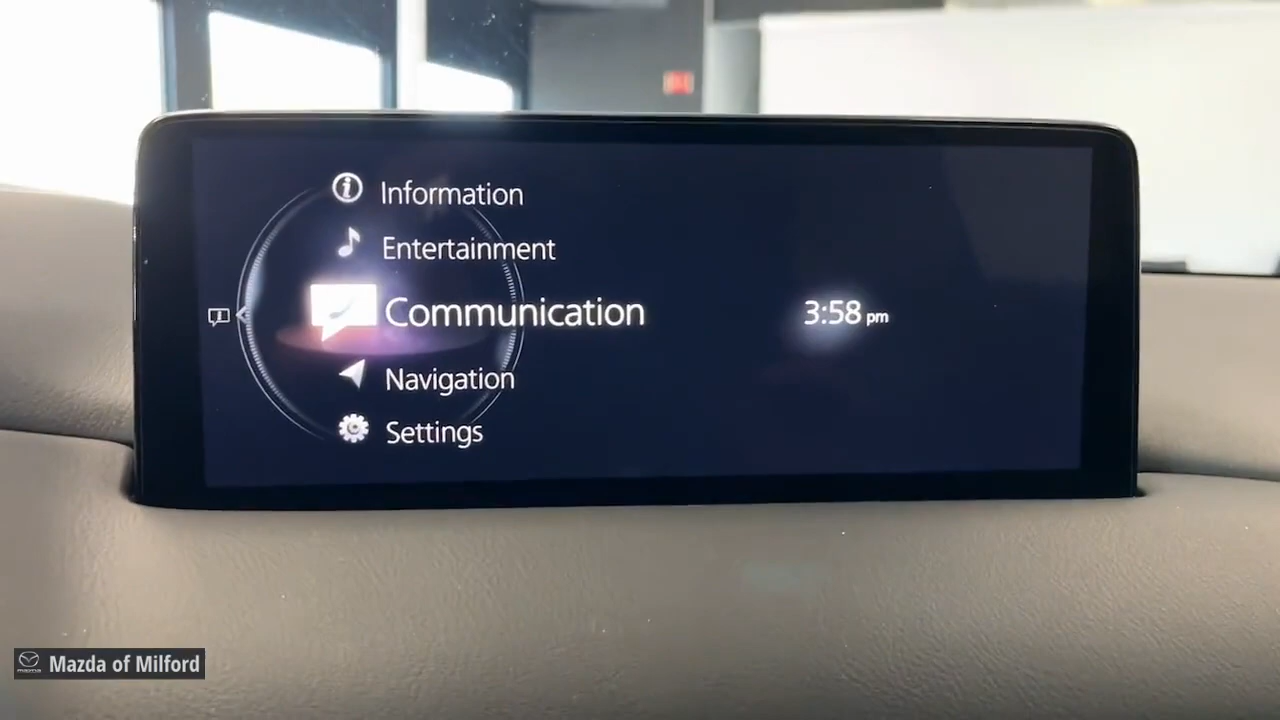 Information
Entertainment
Communication
3:58 pm
Navigation
Settings
Mazda of Milford